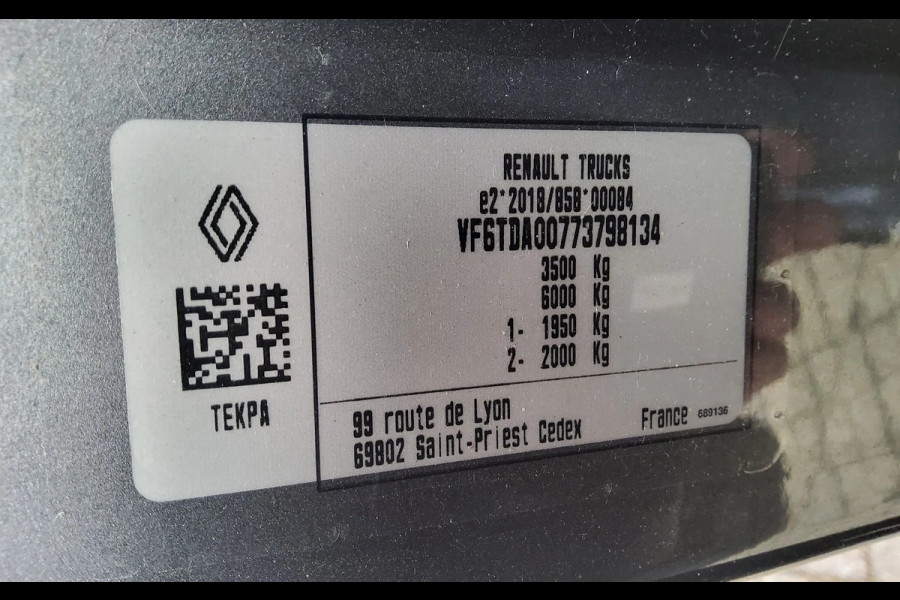 RENAULT TRUCKS
e2*2018/858*00084
VF6TDA00773798134
3500 Kg
6000 Kg
1- 1950 Kg
2- 2000 Kg
TEKPA
99 route de Lyon
69802 Saint-Priest Cedex
France 689136